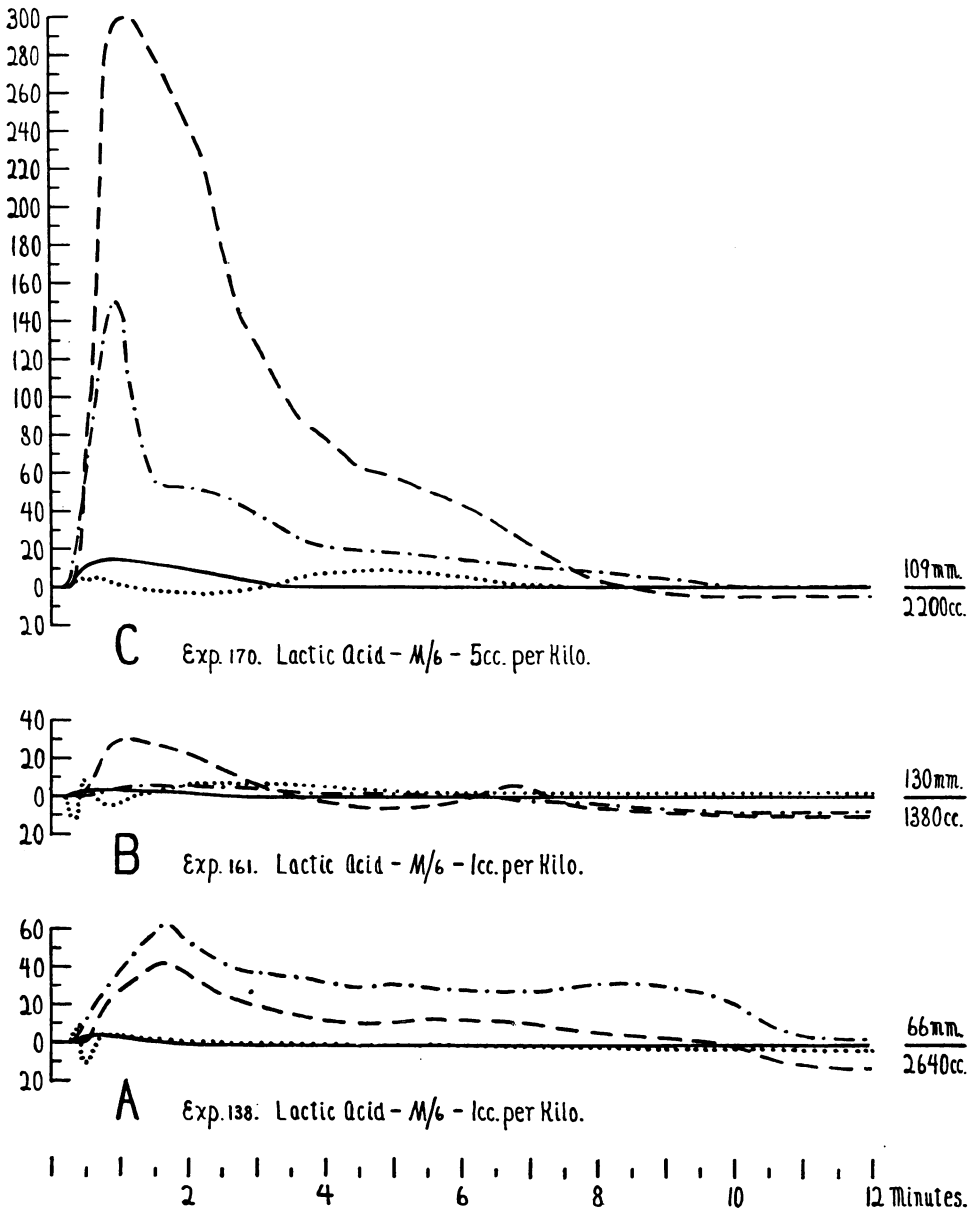 300
280
260
240
220
200
180
160
140
120
100
80
60
40
20
0
20
109mm.
2200cc.
C Exp. 170. Lactic Acid - M/6 - 5cc. per Kilo.
40
20
0
20
130mm.
1380cc.
B Exp. 161. Lactic Acid - M/6 - 1cc. per Kilo.
60
40
20
0
20
66mm.
2640cc.
A Exp. 138. Lactic Acid - M/6 - 1cc. per Kilo.
2 4 6 8 10 12 Minutes.